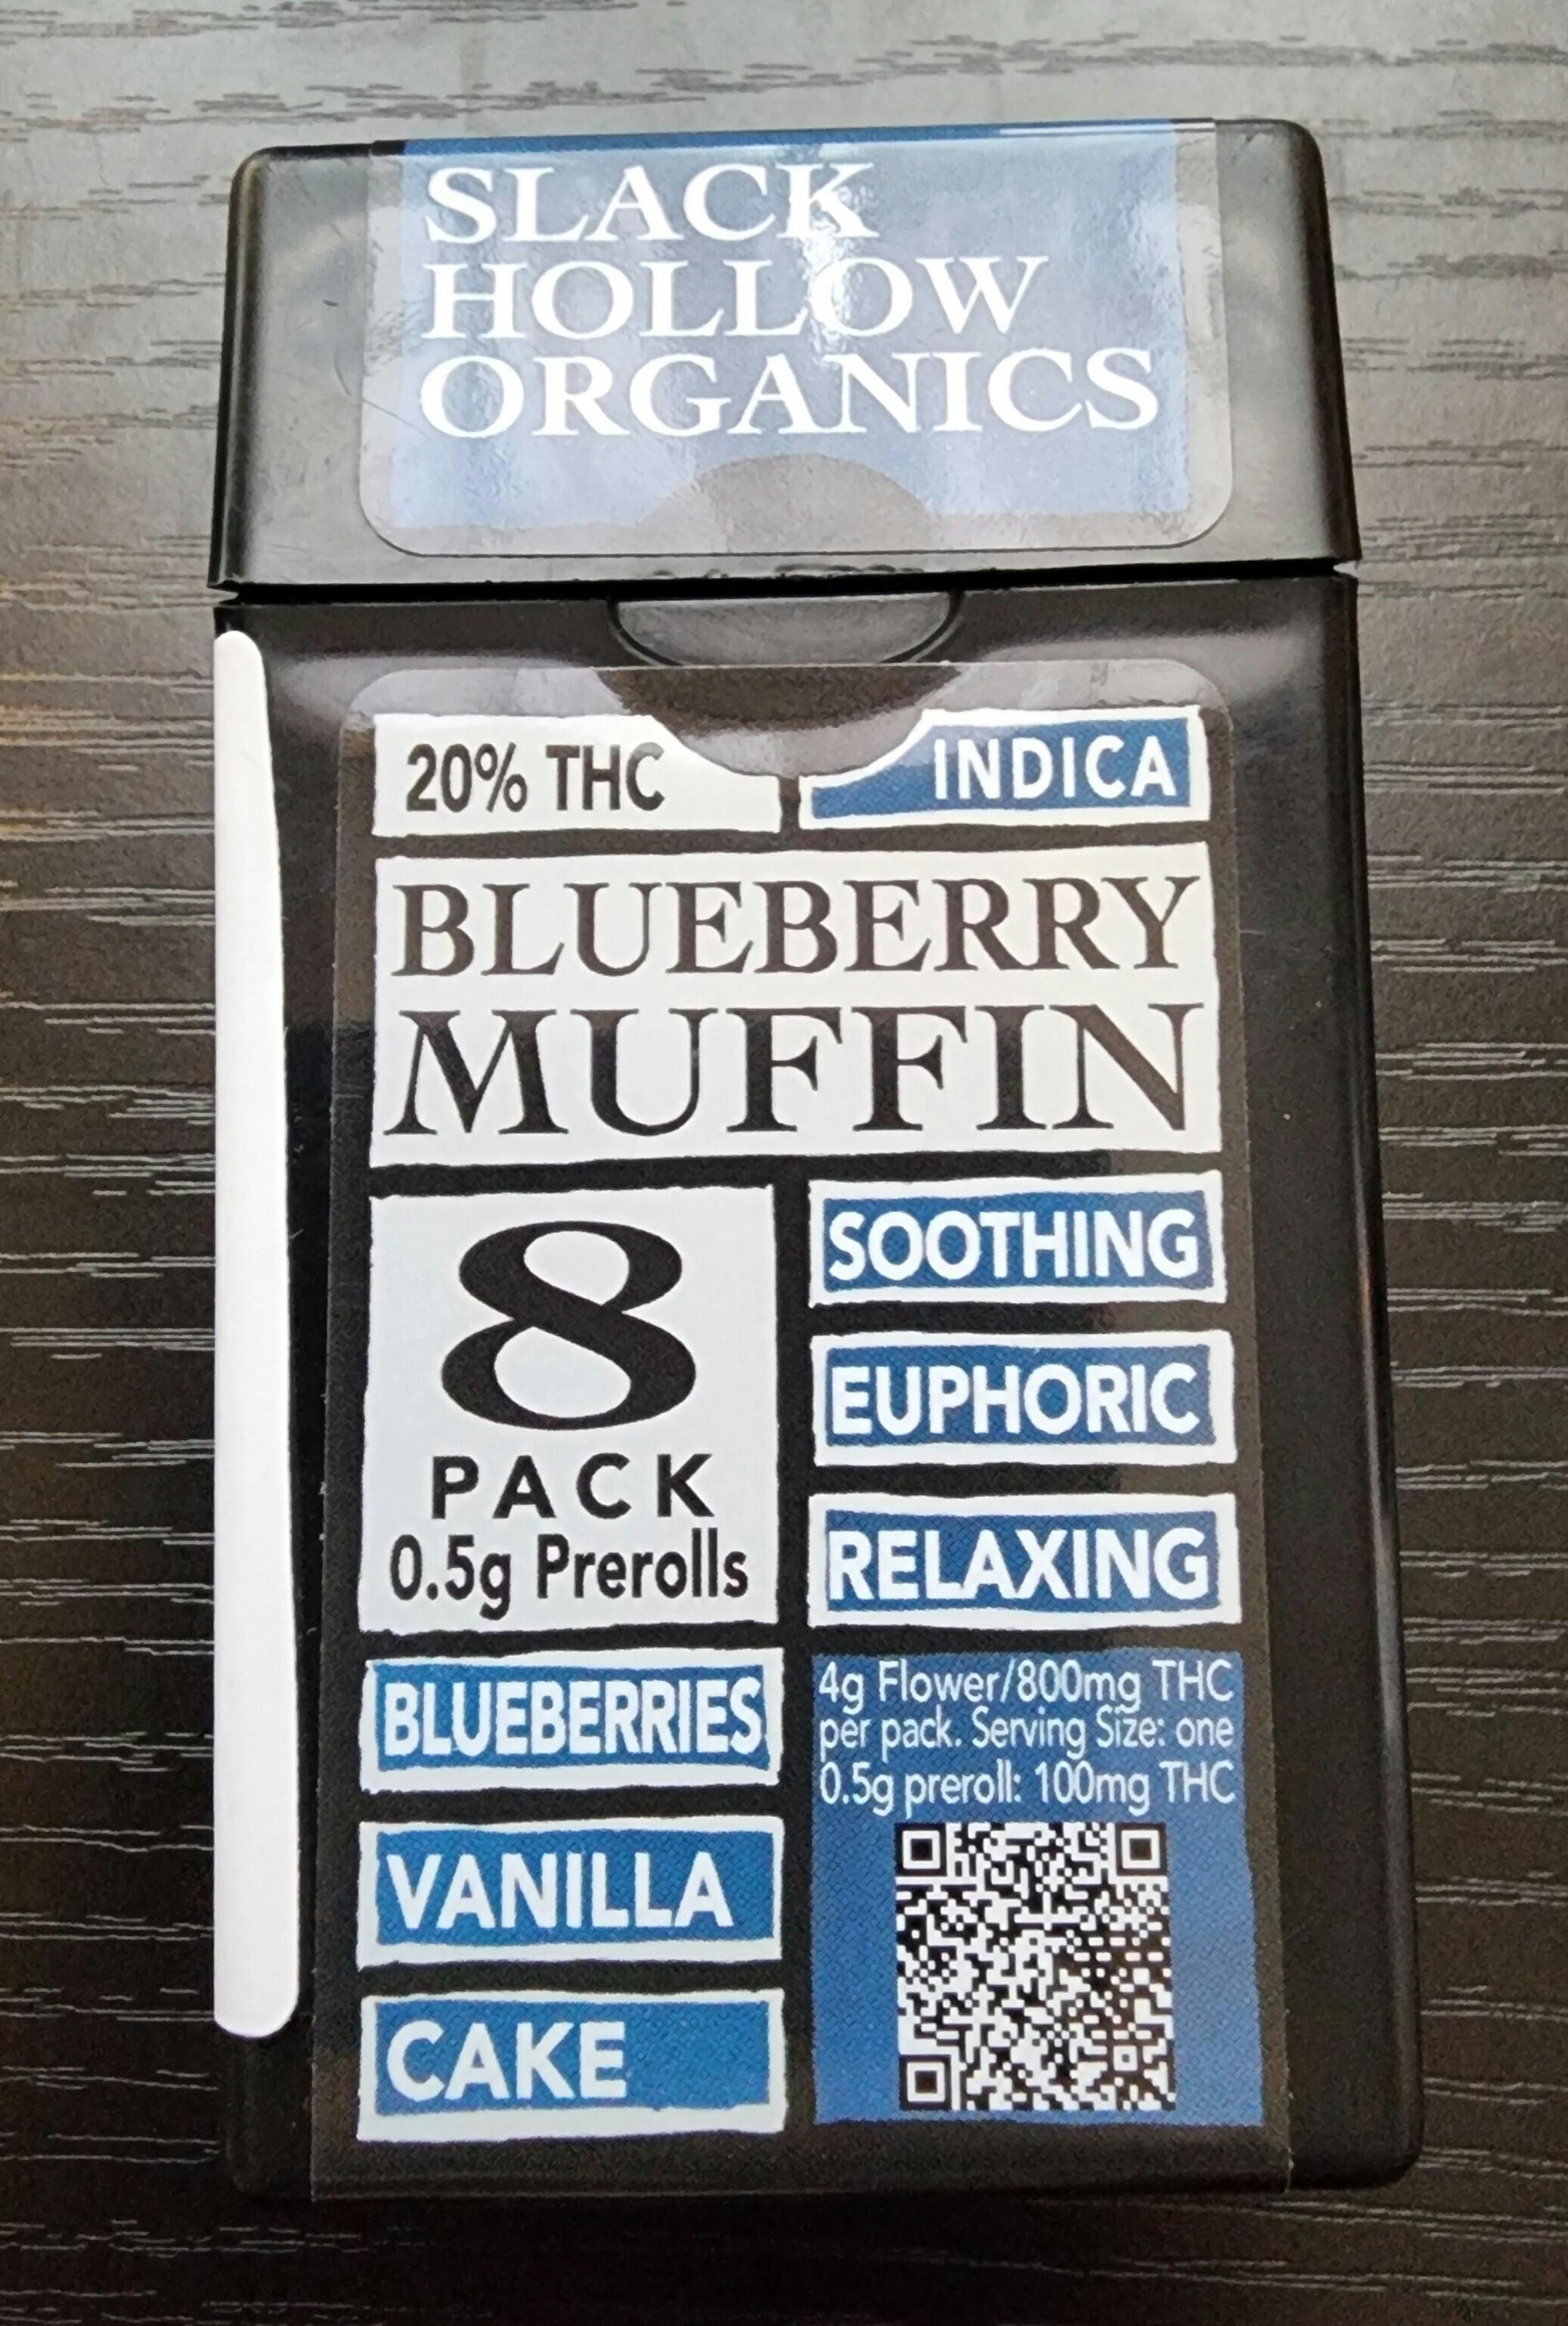 SLACK
HOLLOW
ORGANICS
20% THC
INDICA
BLUEBERRY
MUFFIN
8
PACK
0.5g Prerolls
SOOTHING
EUPHORIC
RELAXING
BLUEBERRIES
VANILLA
CAKE
4g Flower/800mg THC
per pack. Serving Size: one
0.5g preroll: 100mg THC